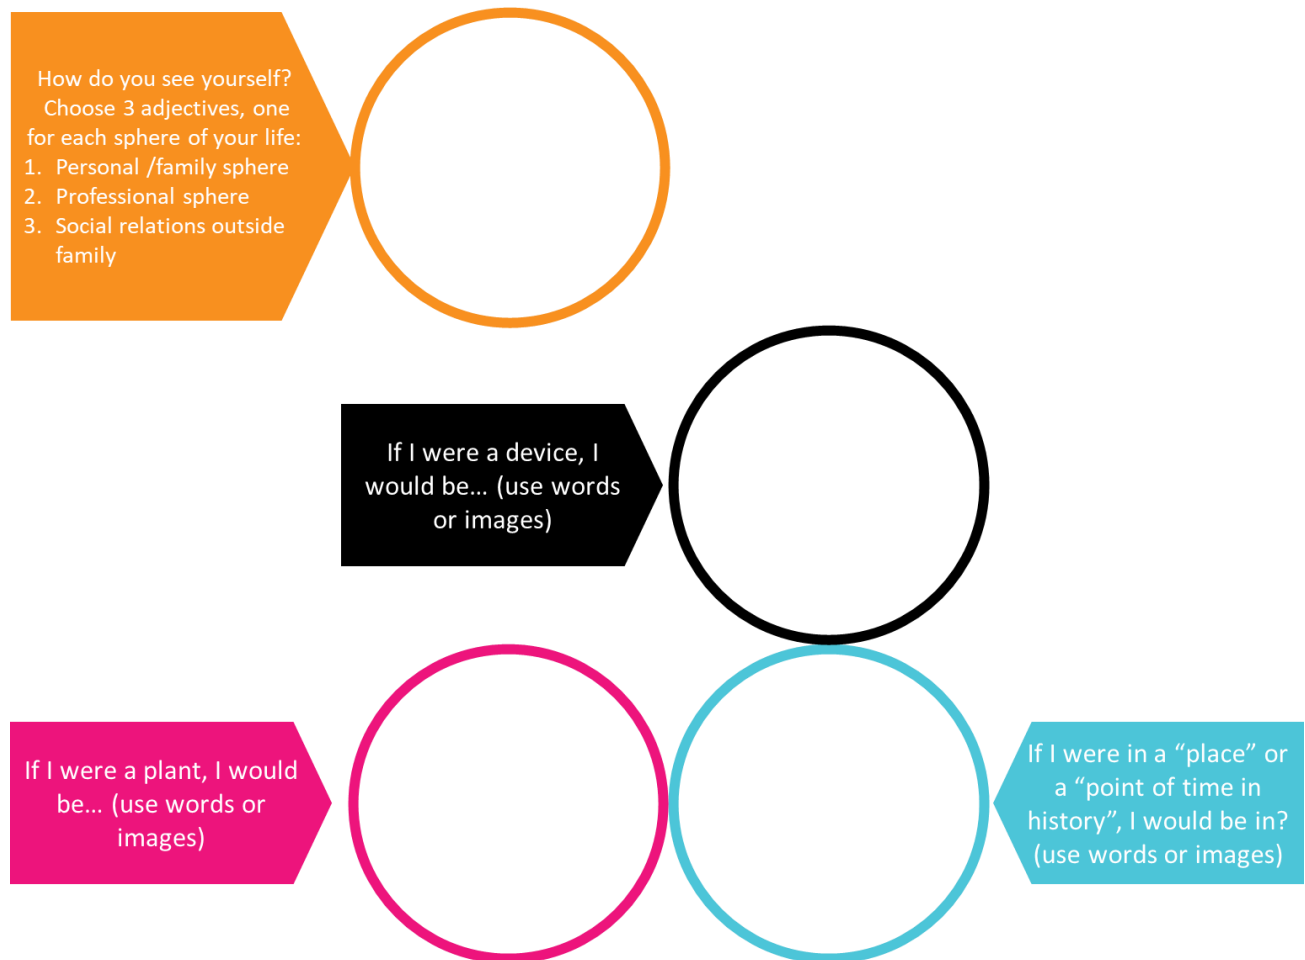 How do you see yourself?
Choose 3 adjectives, one
for each sphere of your life:
1. Personal /family sphere
2. Professional sphere
3. Social relations outside
family
If I were a device, I
would be... (use words
or images)
If I were a plant, I would
be... (use words or
images)
If I were in a “place” or
a “point of time in
history”, I would be in?
(use words or images)